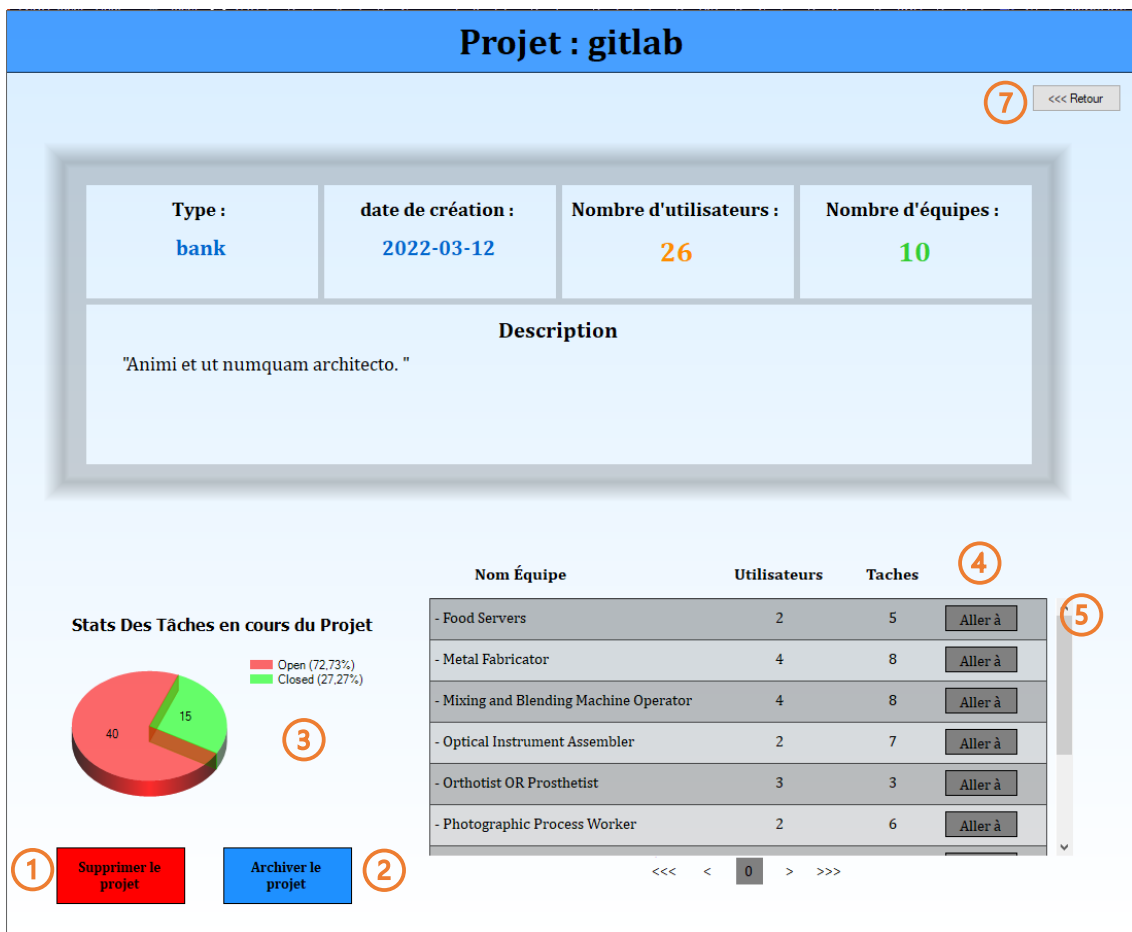 Projet : gitlab
7
<<< Retour
Type :
bank
date de création :
2022-03-12
Nombre d'utilisateurs :
26
Nombre d'équipes :
10
Description
"Animi et ut numquam architecto. "
Stats Des Tâches en cours du Projet
Open (72,73%)
Closed (27,27%)
40
15
3
1
Supprimer le
projet
Archiver le
projet
2
4
Nom Équipe Utilisateurs Taches
5
- Food Servers 2 5 Aller à
- Metal Fabricator 4 8 Aller à
- Mixing and Blending Machine Operator 4 8 Aller à
- Optical Instrument Assembler 2 7 Aller à
- Orthotist OR Prosthetist 3 3 Aller à
- Photographic Process Worker 2 6 Aller à
<<< < 0 > >>>